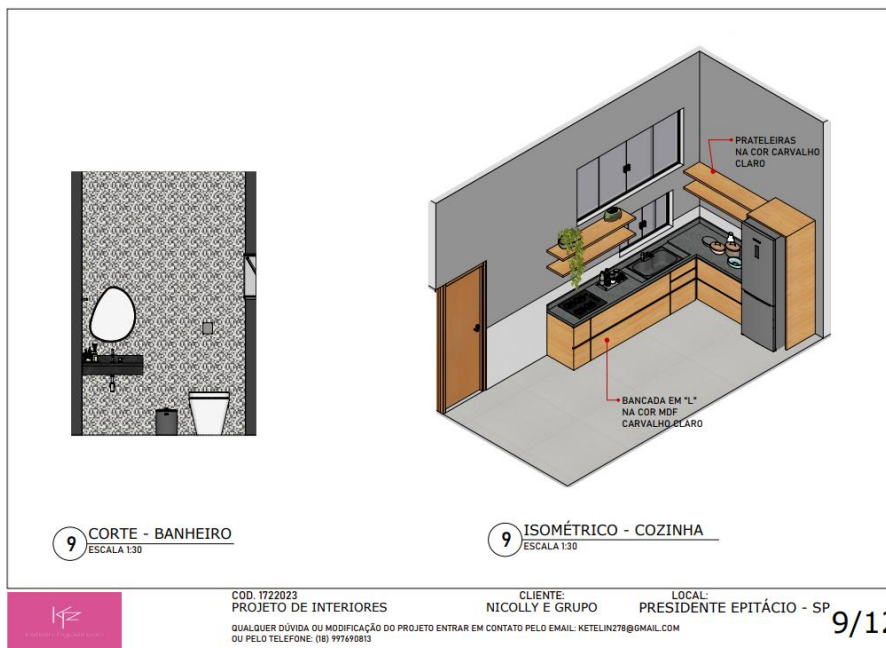 PRATELEIRAS
NA COR CARVALHO
CLARO
BANCADA EM "L"
NA COR MDF
CARVALHO CLARO
9
CORTE - BANHEIRO
ESCALA 1:30
9
ISOMÉTRICO - COZINHA
ESCALA 1:30
KFZ
COD. 1722023
PROJETO DE INTERIORES
CLIENTE:
NICOLLY E GRUPO
LOCAL:
PRESIDENTE EPITÁCIO - SP
QUALQUER DÚVIDA OU MODIFICAÇÃO DO PROJETO ENTRAR EM CONTATO PELO EMAIL: KETELIN278@GMAIL.COM
OU PELO TELEFONE: (18) 997690813
9/12